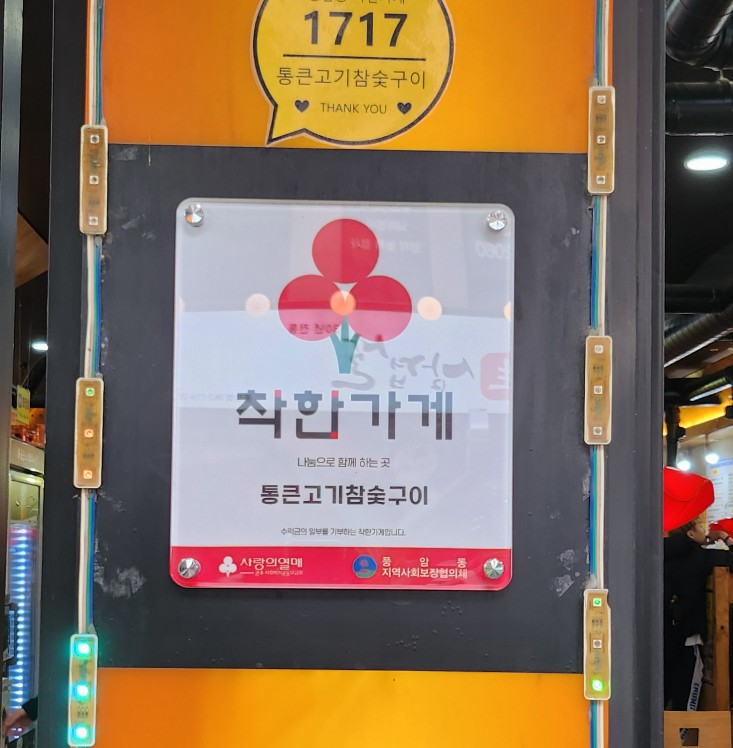 1717
통큰고기참숯구이
THANK YOU
착한가게
나눔으로 함께 하는 곳
통큰고기참숯구이
수익금의 일부를 기부하는 착한가게입니다.
사랑의열매
풍암동
지역사회보장협의체